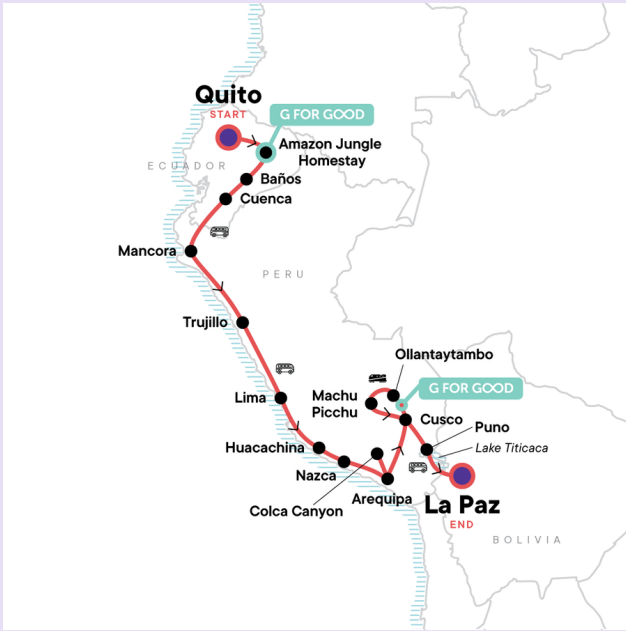 Quito
START
G FOR GOOD
Amazon Jungle
Homestay
ECUADOR
Baños
Cuenca
Mancora
PERU
Trujillo
Ollantaytambo
G FOR GOOD
Machu
Picchu
Lima
Cusco
Puno
Huacachina
Lake Titicaca
Nazca
Arequipa
La Paz
Colca Canyon
END
BOLIVIA